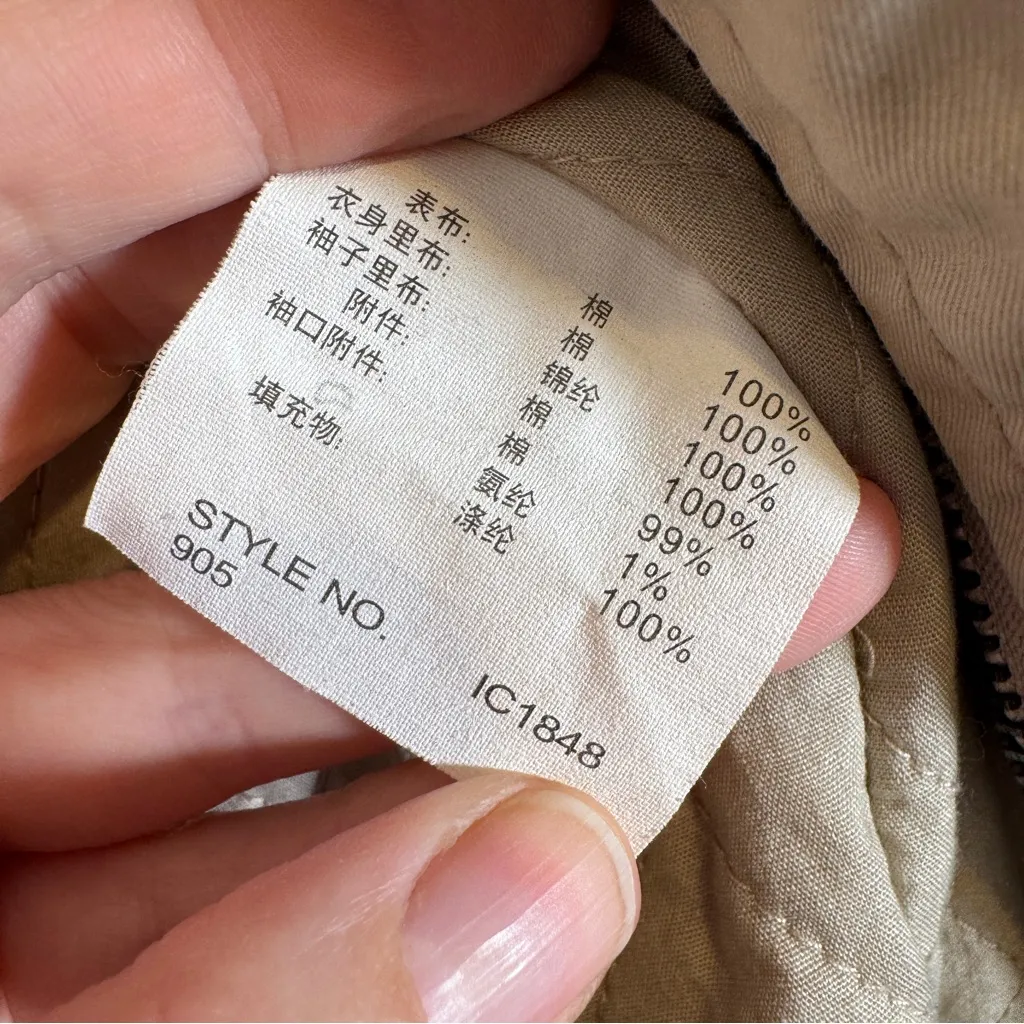 表布: 棉 100%
衣身里布: 棉 100%
袖子里布: 锦纶 100%
附件: 棉 100%
袖口附件: 棉 99%
氨纶 1%
填充物: 涤纶 100%
STYLE NO. IC1848
905